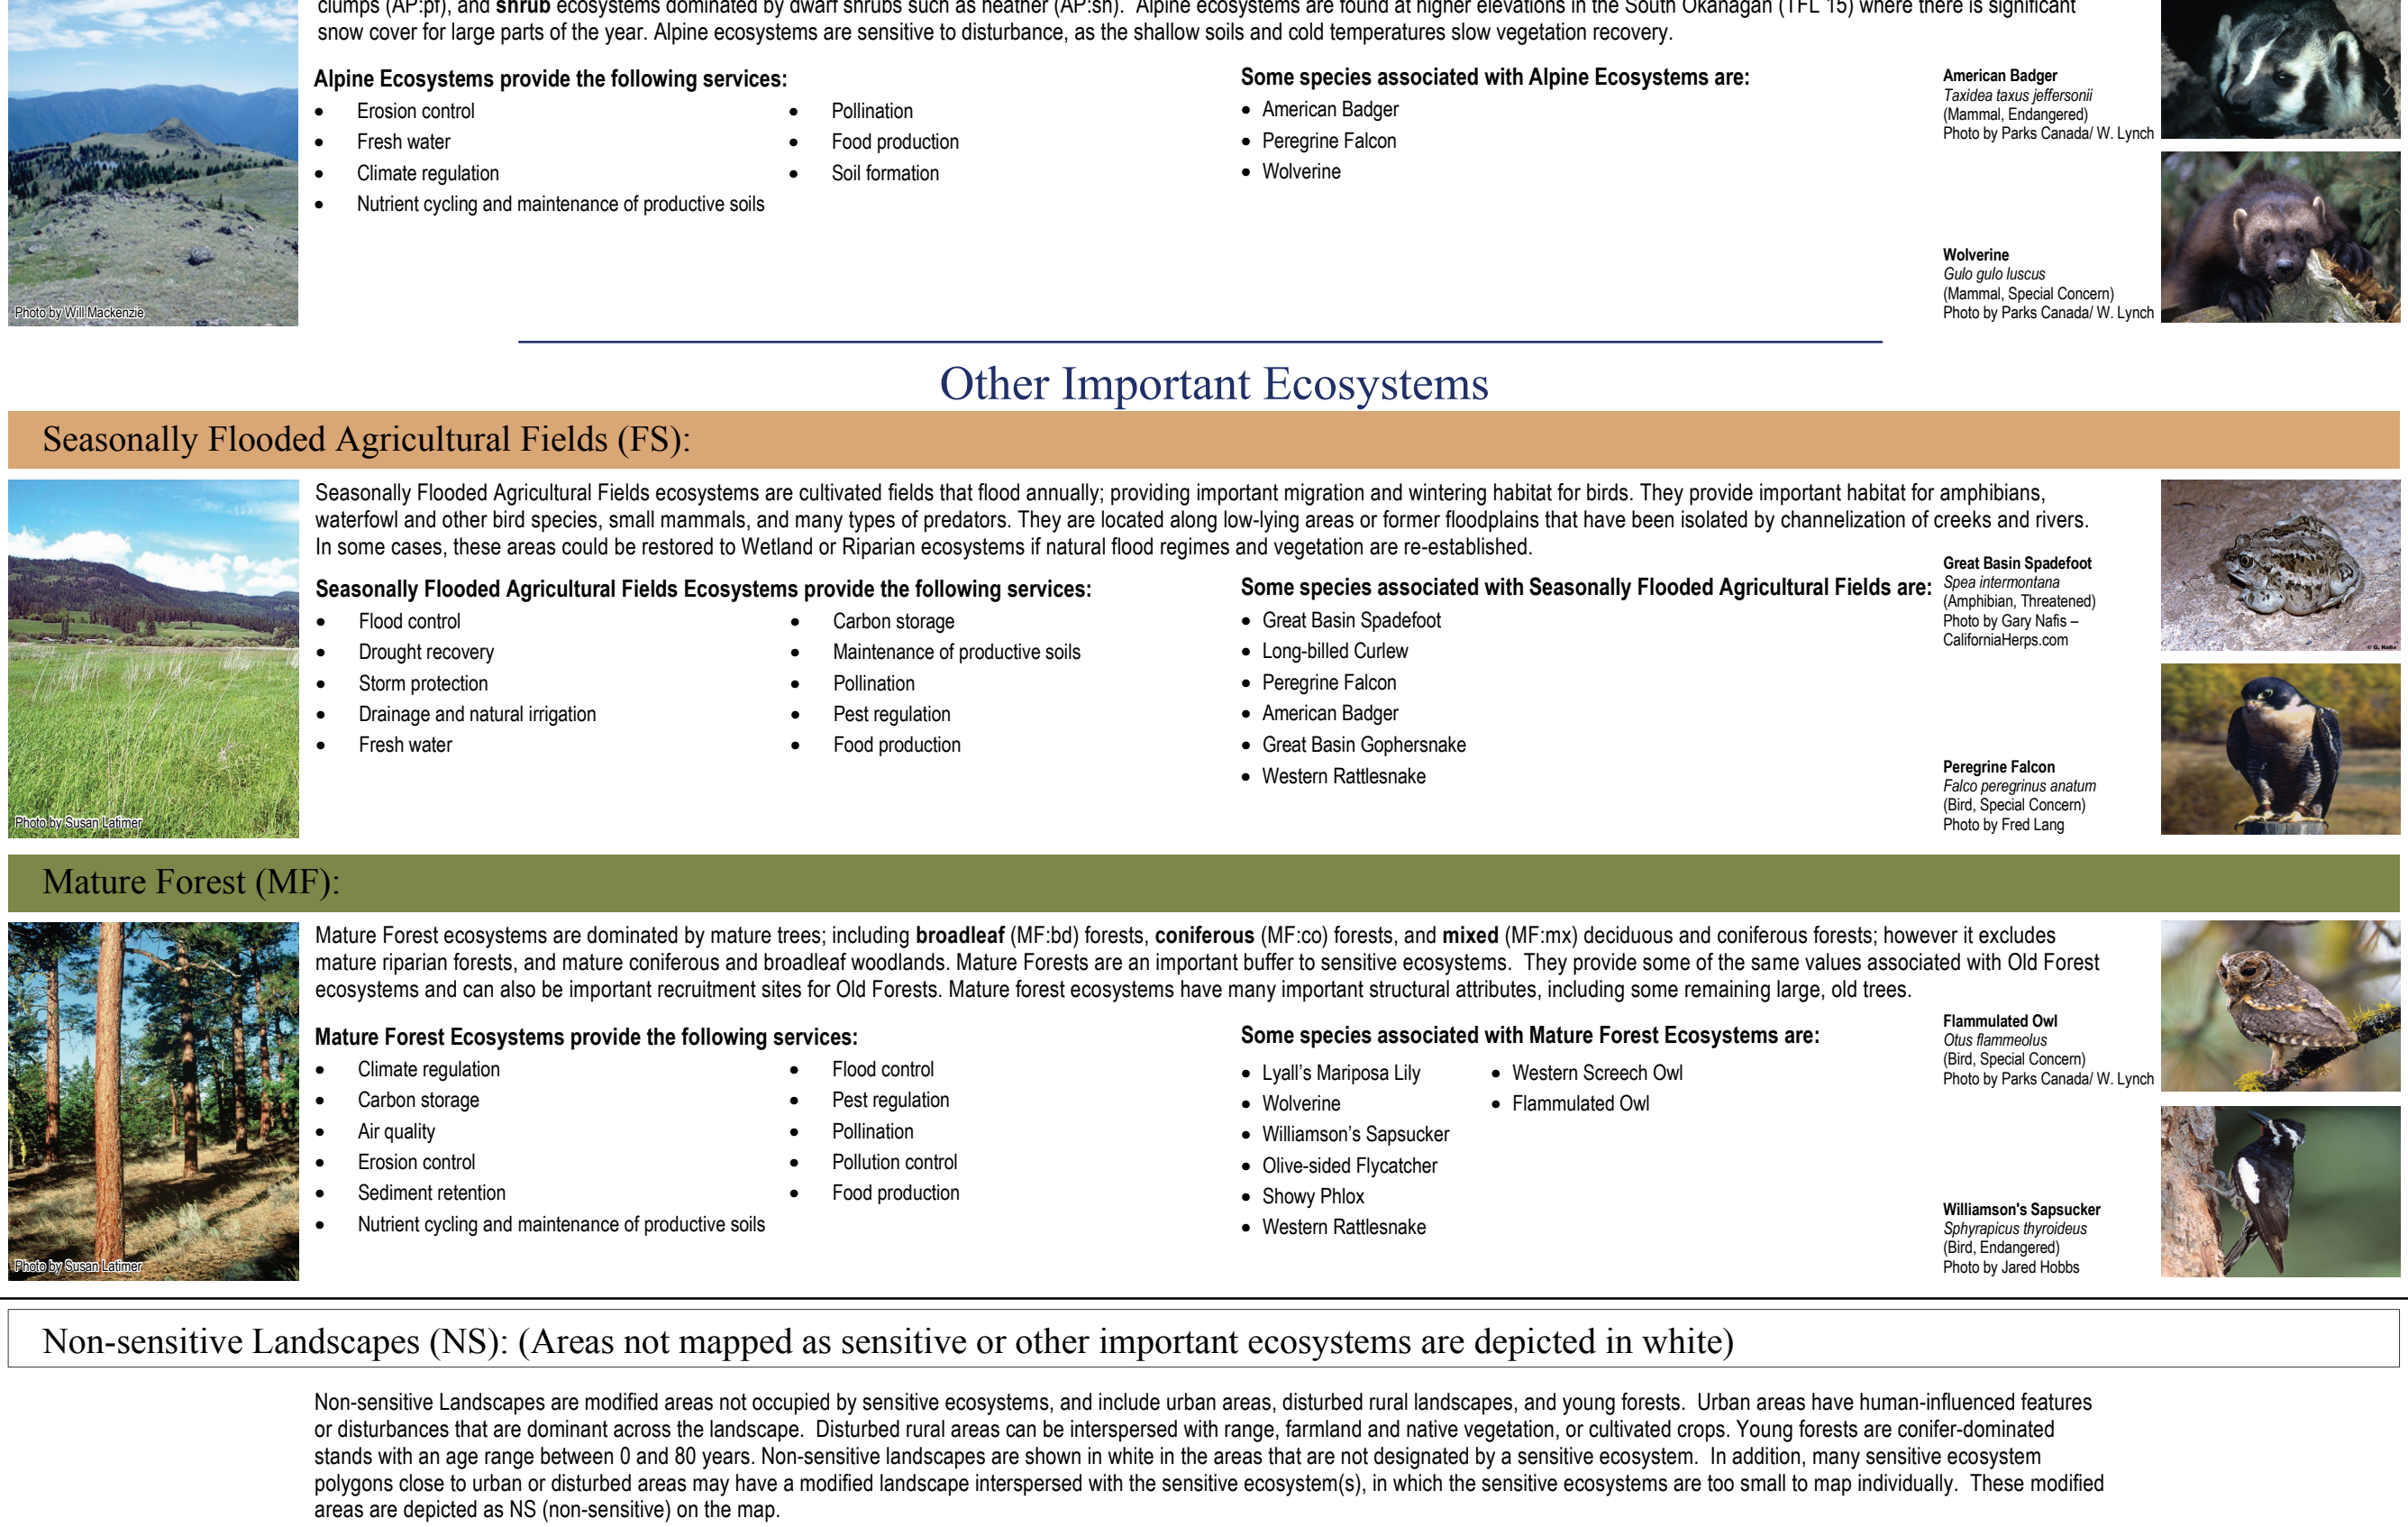 clumps (AP:pf), and shrub ecosystems dominated by dwarf shrubs such as heather (AP:sh). Alpine ecosystems are found at higher elevations in the South Okanagan (TFL 15) where there is significant
snow cover for large parts of the year. Alpine ecosystems are sensitive to disturbance, as the shallow soils and cold temperatures slow vegetation recovery.
Photo by Will Mackenzie
Alpine Ecosystems provide the following services:
• Erosion control
• Fresh water
• Climate regulation
• Nutrient cycling and maintenance of productive soils
• Pollination
• Food production
• Soil formation
Some species associated with Alpine Ecosystems are:
• American Badger
• Peregrine Falcon
• Wolverine
American Badger
Taxidea taxus jeffersonii
(Mammal, Endangered)
Photo by Parks Canada/ W. Lynch
Wolverine
Gulo gulo luscus
(Mammal, Special Concern)
Photo by Parks Canada/ W. Lynch
Other Important Ecosystems
Seasonally Flooded Agricultural Fields (FS):
Seasonally Flooded Agricultural Fields ecosystems are cultivated fields that flood annually; providing important migration and wintering habitat for birds. They provide important habitat for amphibians,
waterfowl and other bird species, small mammals, and many types of predators. They are located along low-lying areas or former floodplains that have been isolated by channelization of creeks and rivers.
In some cases, these areas could be restored to Wetland or Riparian ecosystems if natural flood regimes and vegetation are re-established.
Photo by Susan Latimer
Seasonally Flooded Agricultural Fields Ecosystems provide the following services:
• Flood control
• Drought recovery
• Storm protection
• Drainage and natural irrigation
• Fresh water
• Carbon storage
• Maintenance of productive soils
• Pollination
• Pest regulation
• Food production
Some species associated with Seasonally Flooded Agricultural Fields are:
• Great Basin Spadefoot
• Long-billed Curlew
• Peregrine Falcon
• American Badger
• Great Basin Gophersnake
• Western Rattlesnake
Great Basin Spadefoot
Spea intermontana
(Amphibian, Threatened)
Photo by Gary Nafis –
CaliforniaHerps.com
© G. Nafis
Peregrine Falcon
Falco peregrinus anatum
(Bird, Special Concern)
Photo by Fred Lang
Mature Forest (MF):
Mature Forest ecosystems are dominated by mature trees; including broadleaf (MF:bd) forests, coniferous (MF:co) forests, and mixed (MF:mx) deciduous and coniferous forests; however it excludes
mature riparian forests, and mature coniferous and broadleaf woodlands. Mature Forests are an important buffer to sensitive ecosystems. They provide some of the same values associated with Old Forest
ecosystems and can also be important recruitment sites for Old Forests. Mature forest ecosystems have many important structural attributes, including some remaining large, old trees.
Photo by Susan Latimer
Mature Forest Ecosystems provide the following services:
• Climate regulation
• Carbon storage
• Air quality
• Erosion control
• Sediment retention
• Nutrient cycling and maintenance of productive soils
• Flood control
• Pest regulation
• Pollination
• Pollution control
• Food production
Some species associated with Mature Forest Ecosystems are:
• Lyall's Mariposa Lily
• Wolverine
• Williamson's Sapsucker
• Olive-sided Flycatcher
• Showy Phlox
• Western Rattlesnake
• Western Screech Owl
• Flammulated Owl
Flammulated Owl
Otus flammeolus
(Bird, Special Concern)
Photo by Parks Canada/ W. Lynch
Williamson's Sapsucker
Sphyrapicus thyroideus
(Bird, Endangered)
Photo by Jared Hobbs
Non-sensitive Landscapes (NS): (Areas not mapped as sensitive or other important ecosystems are depicted in white)
Non-sensitive Landscapes are modified areas not occupied by sensitive ecosystems, and include urban areas, disturbed rural landscapes, and young forests. Urban areas have human-influenced features
or disturbances that are dominant across the landscape. Disturbed rural areas can be interspersed with range, farmland and native vegetation, or cultivated crops. Young forests are conifer-dominated
stands with an age range between 0 and 80 years. Non-sensitive landscapes are shown in white in the areas that are not designated by a sensitive ecosystem. In addition, many sensitive ecosystem
polygons close to urban or disturbed areas may have a modified landscape interspersed with the sensitive ecosystem(s), in which the sensitive ecosystems are too small to map individually. These modified
areas are depicted as NS (non-sensitive) on the map.